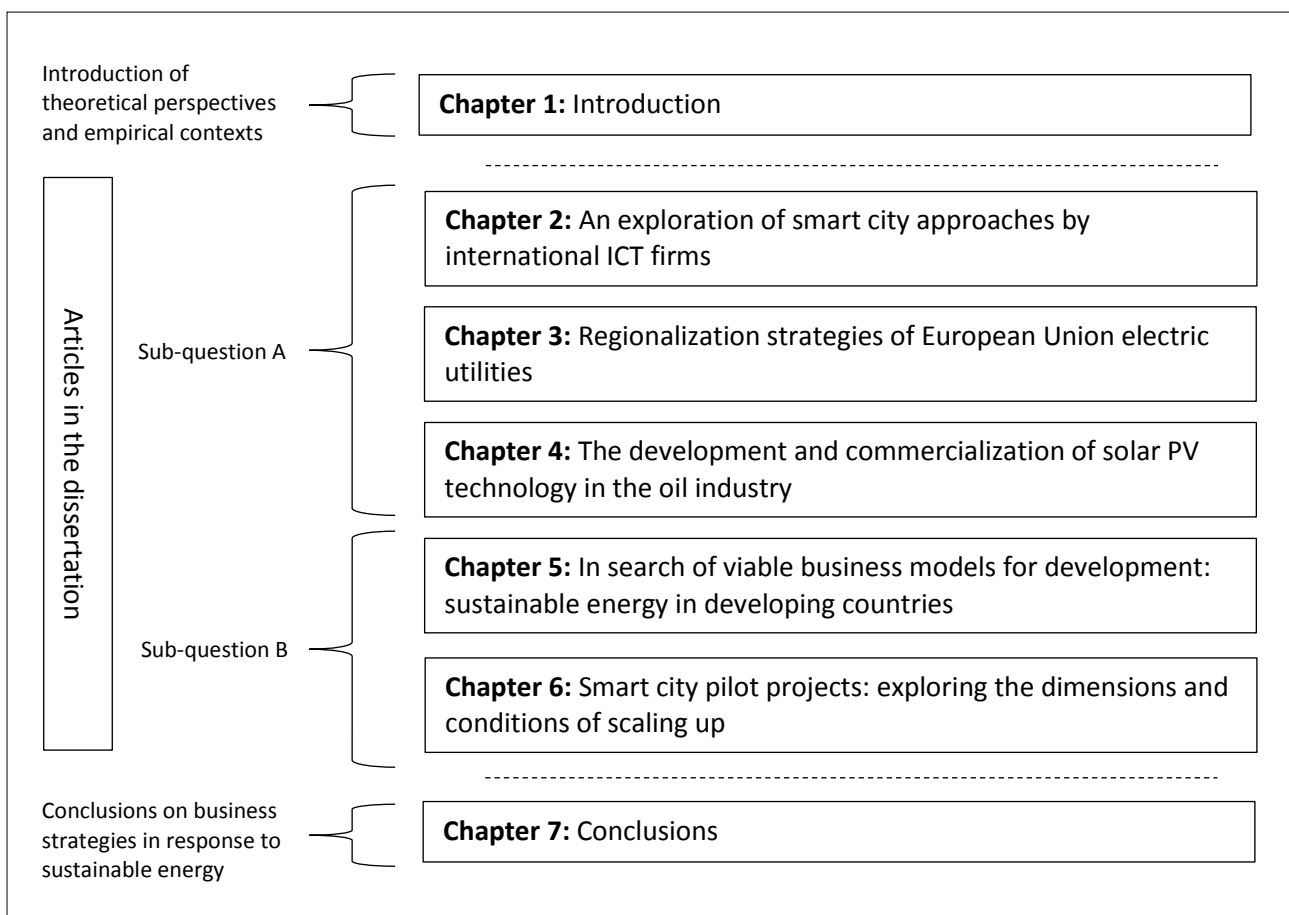 Introduction of
theoretical perspectives
and empirical contexts
Chapter 1: Introduction
Articles in the dissertation
Sub-question A
Chapter 2: An exploration of smart city approaches by
international ICT firms
Chapter 3: Regionalization strategies of European Union electric
utilities
Chapter 4: The development and commercialization of solar PV
technology in the oil industry
Sub-question B
Chapter 5: In search of viable business models for development:
sustainable energy in developing countries
Chapter 6: Smart city pilot projects: exploring the dimensions and
conditions of scaling up
Conclusions on business
strategies in response to
sustainable energy
Chapter 7: Conclusions